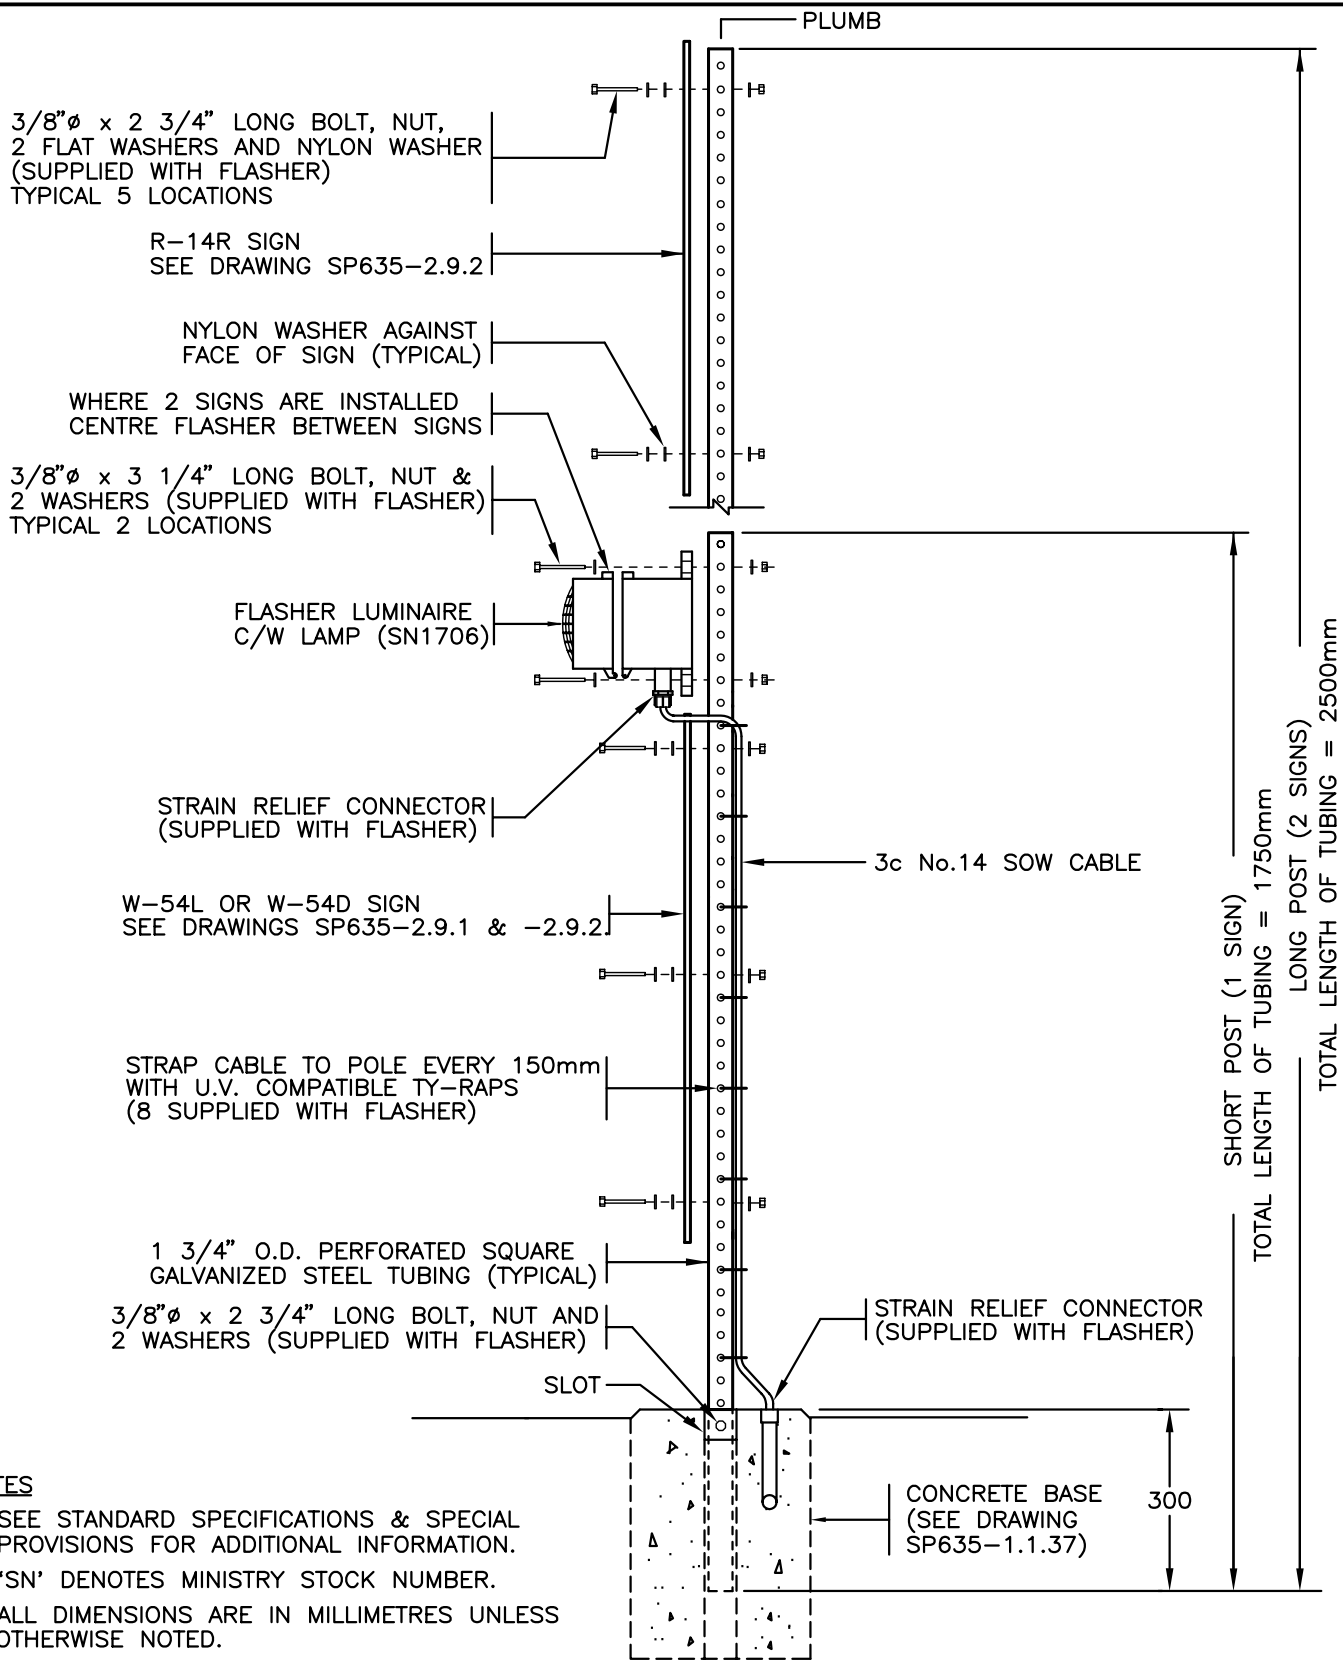 PLUMB
3/8"ø x 2 3/4" LONG BOLT, NUT,
2 FLAT WASHERS AND NYLON WASHER
(SUPPLIED WITH FLASHER)
TYPICAL 5 LOCATIONS
R-14R SIGN
SEE DRAWING SP635-2.9.2
NYLON WASHER AGAINST
FACE OF SIGN (TYPICAL)
WHERE 2 SIGNS ARE INSTALLED
CENTRE FLASHER BETWEEN SIGNS
3/8"ø x 3 1/4" LONG BOLT, NUT &
2 WASHERS (SUPPLIED WITH FLASHER)
TYPICAL 2 LOCATIONS
FLASHER LUMINAIRE
C/W LAMP (SN1706)
STRAIN RELIEF CONNECTOR
(SUPPLIED WITH FLASHER)
3c No.14 SOW CABLE
W-54L OR W-54D SIGN
SEE DRAWINGS SP635-2.9.1 & -2.9.2.
STRAP CABLE TO POLE EVERY 150mm
WITH U.V. COMPATIBLE TY-RAPS
(8 SUPPLIED WITH FLASHER)
1 3/4" O.D. PERFORATED SQUARE
GALVANIZED STEEL TUBING (TYPICAL)
3/8"ø x 2 3/4" LONG BOLT, NUT AND
2 WASHERS (SUPPLIED WITH FLASHER)
SLOT
STRAIN RELIEF CONNECTOR
(SUPPLIED WITH FLASHER)
CONCRETE BASE
(SEE DRAWING
SP635-1.1.37)
300
SHORT POST (1 SIGN)
TOTAL LENGTH OF TUBING = 1750mm
LONG POST (2 SIGNS)
TOTAL LENGTH OF TUBING = 2500mm
TES
SEE STANDARD SPECIFICATIONS & SPECIAL
PROVISIONS FOR ADDITIONAL INFORMATION.
'SN' DENOTES MINISTRY STOCK NUMBER.
ALL DIMENSIONS ARE IN MILLIMETRES UNLESS
OTHERWISE NOTED.